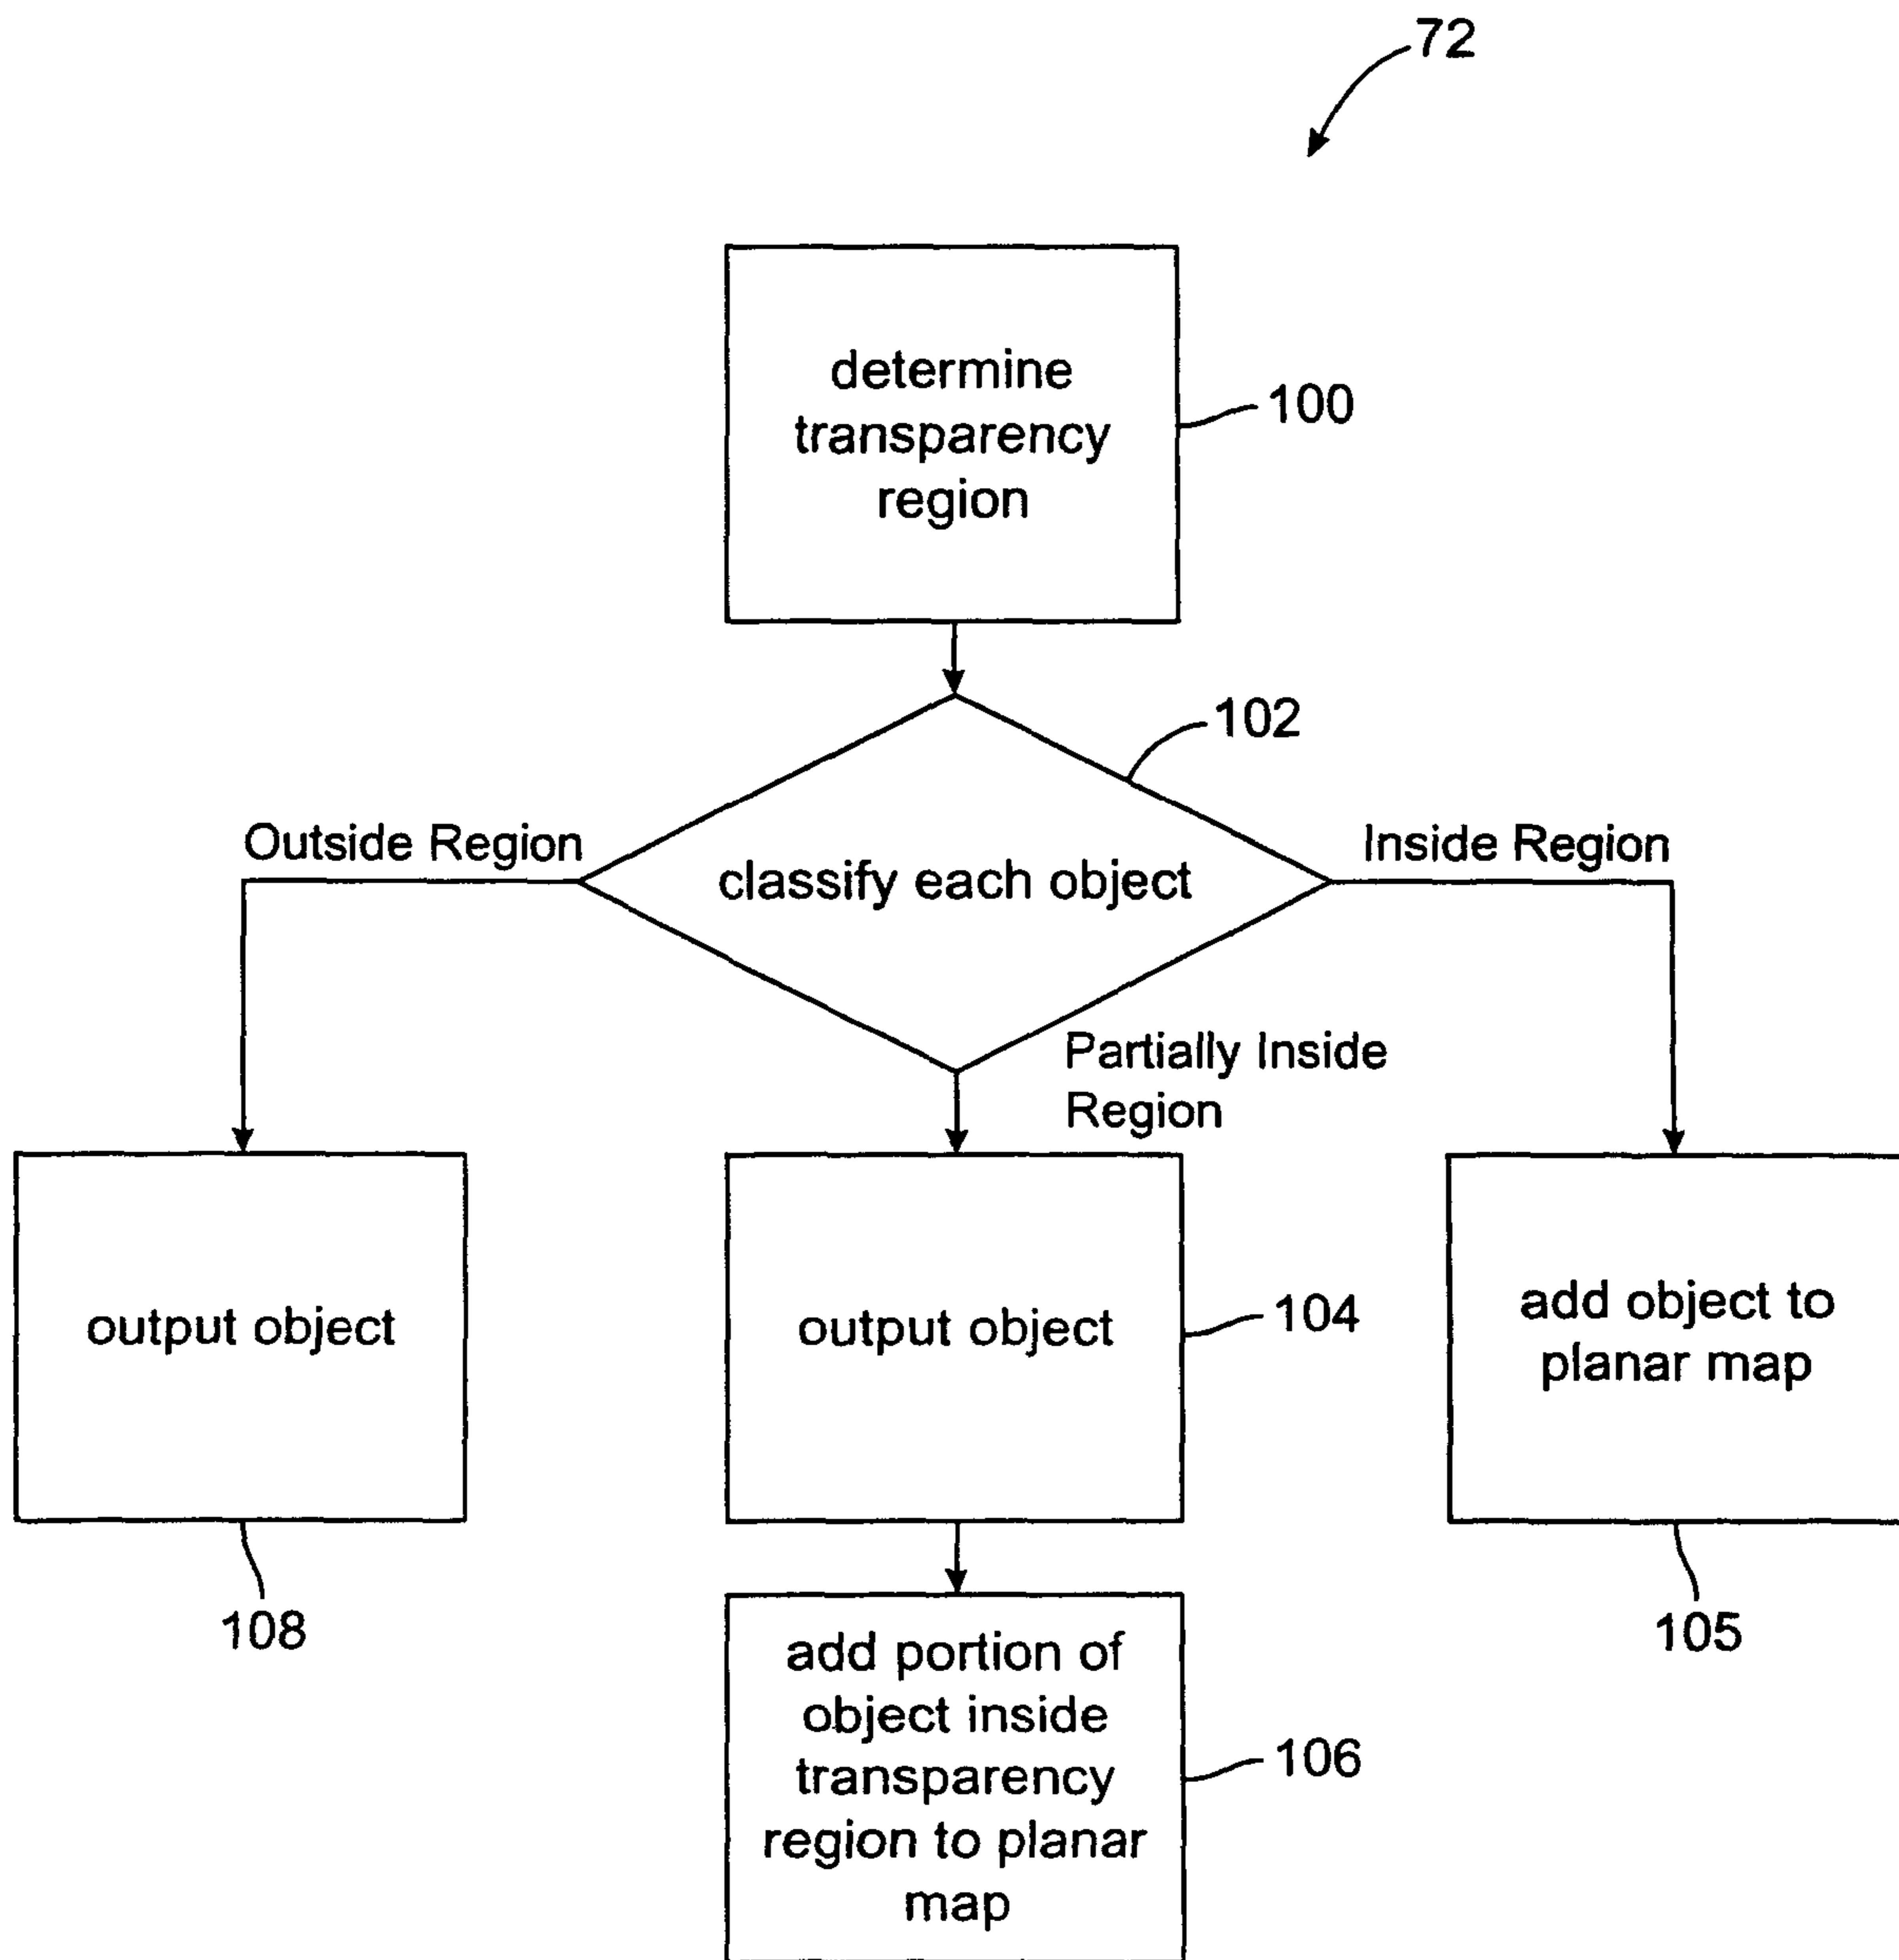 72
determine
transparency
region
100
102
Outside Region
classify each object
Inside Region
Partially Inside
Region
output object
108
output object
104
add object to
planar map
105
add portion of
object inside
transparency
region to planar
map
106